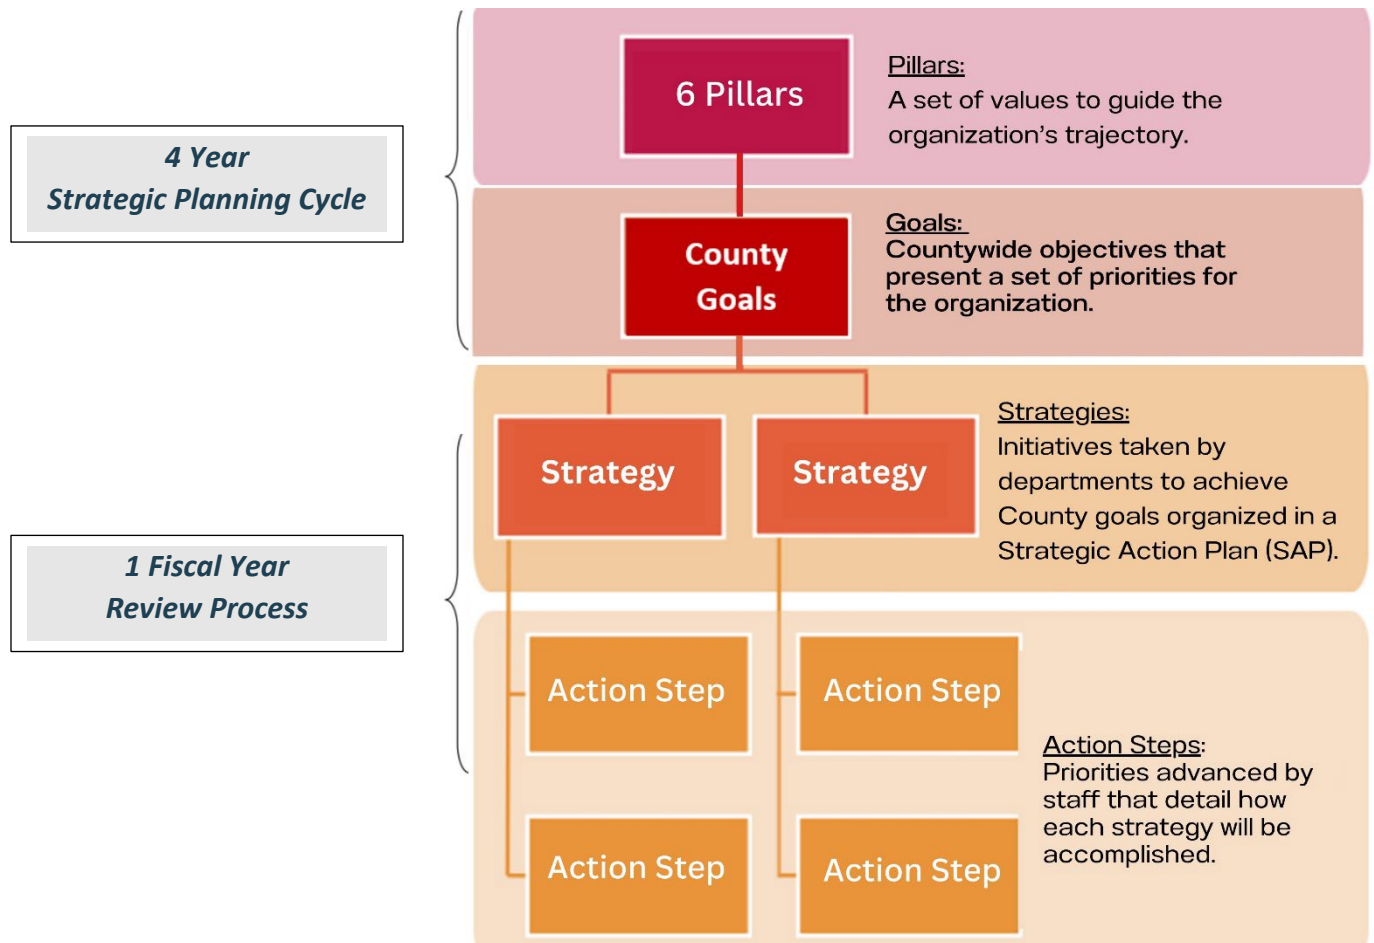 6 Pillars
Pillars:
A set of values to guide the
organization's trajectory.
4 Year
Strategic Planning Cycle
County
Goals
Goals:
Countywide objectives that
present a set of priorities for
the organization.
Strategy
Strategy
Strategies:
Initiatives taken by
departments to achieve
County goals organized in a
Strategic Action Plan (SAP).
1 Fiscal Year
Review Process
Action Step
Action Step
Action Step
Action Step
Action Steps:
Priorities advanced by
staff that detail how
each strategy will be
accomplished.